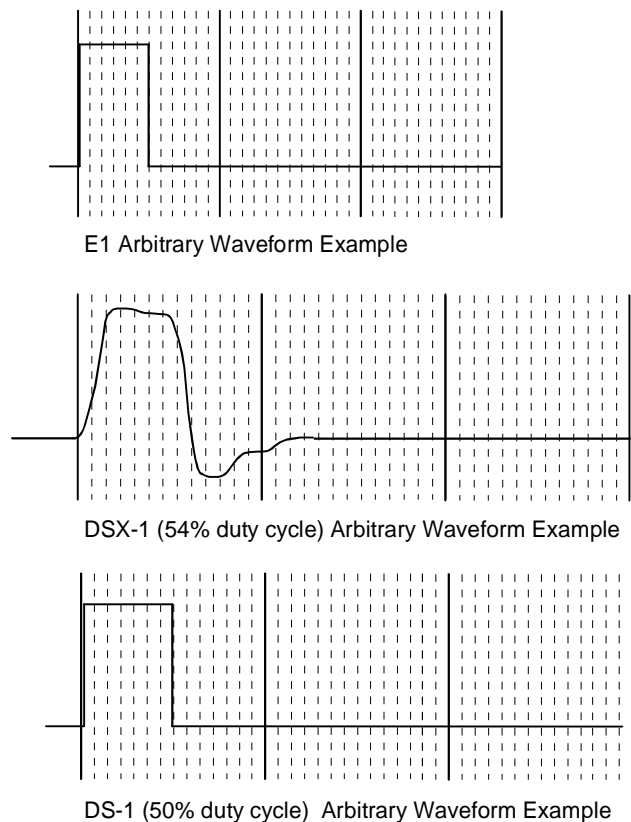 E1 Arbitrary Waveform Example
DSX-1 (54% duty cycle) Arbitrary Waveform Example
DS-1 (50% duty cycle) Arbitrary Waveform Example